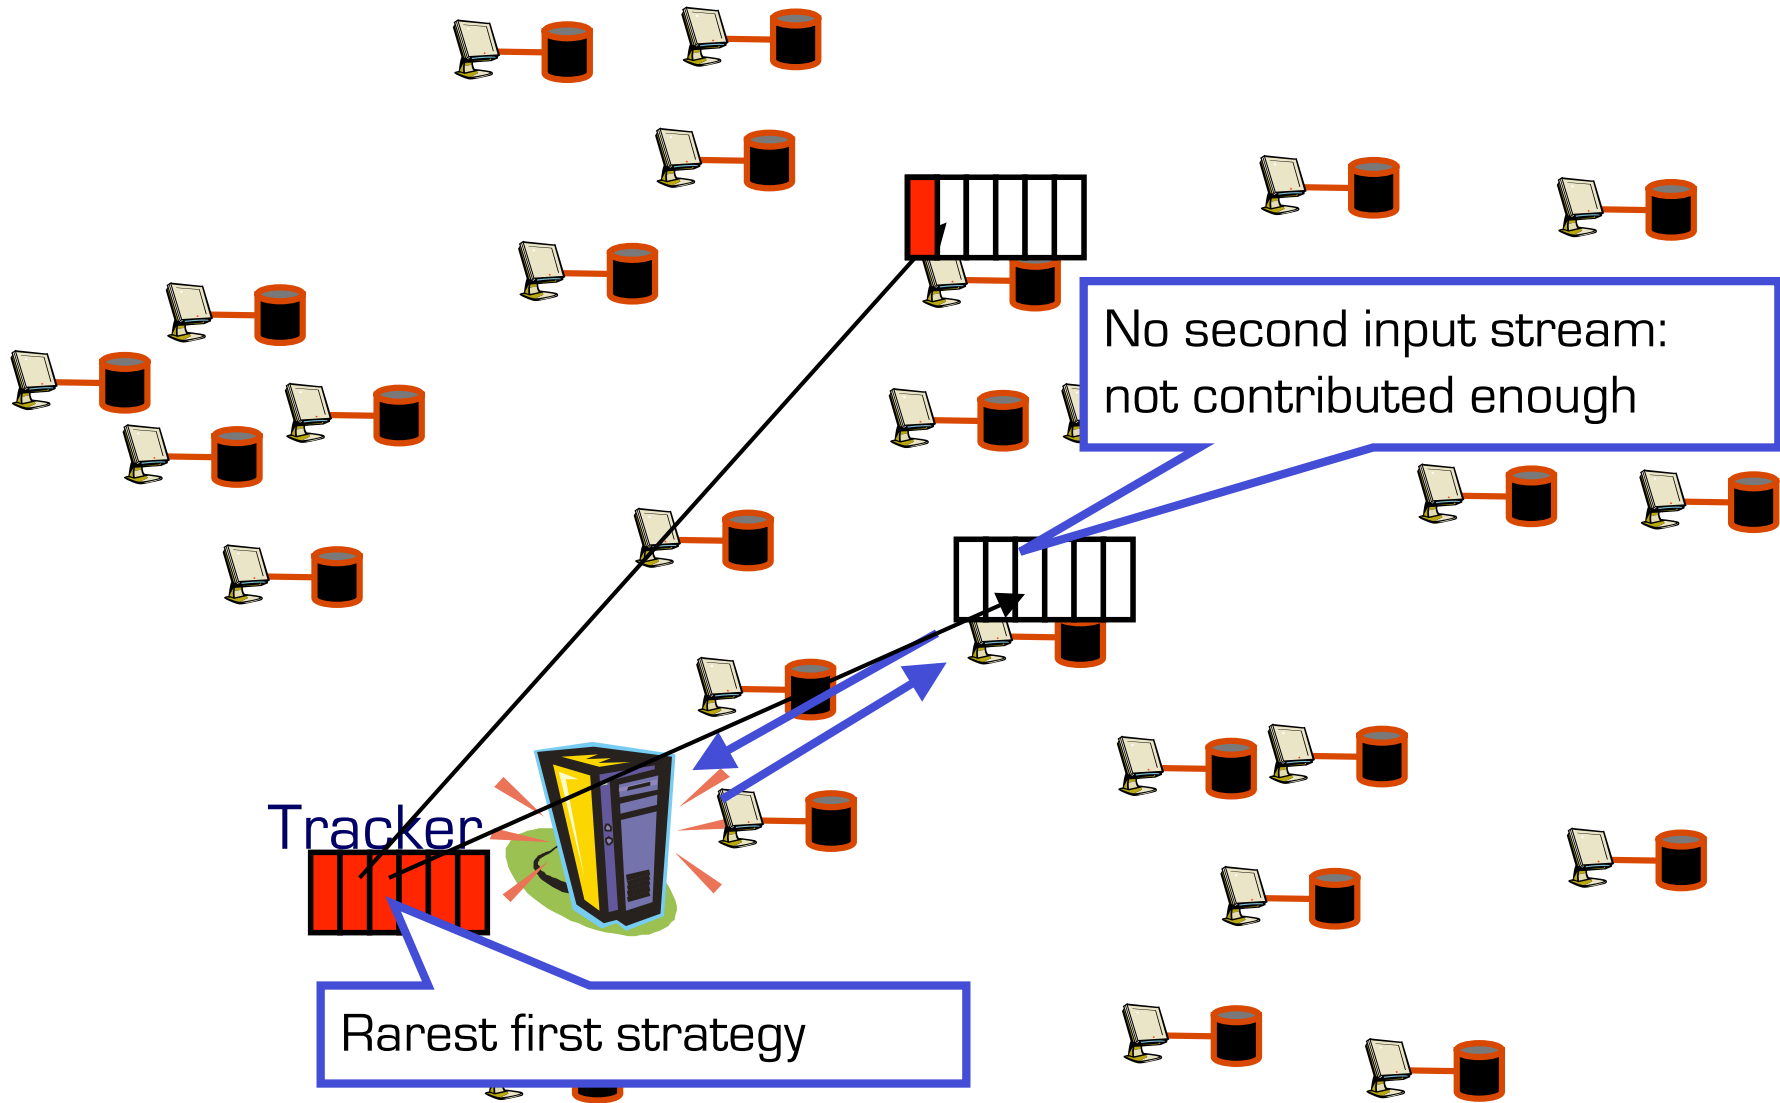 No second input stream:
not contributed enough
Tracker
Rarest first strategy